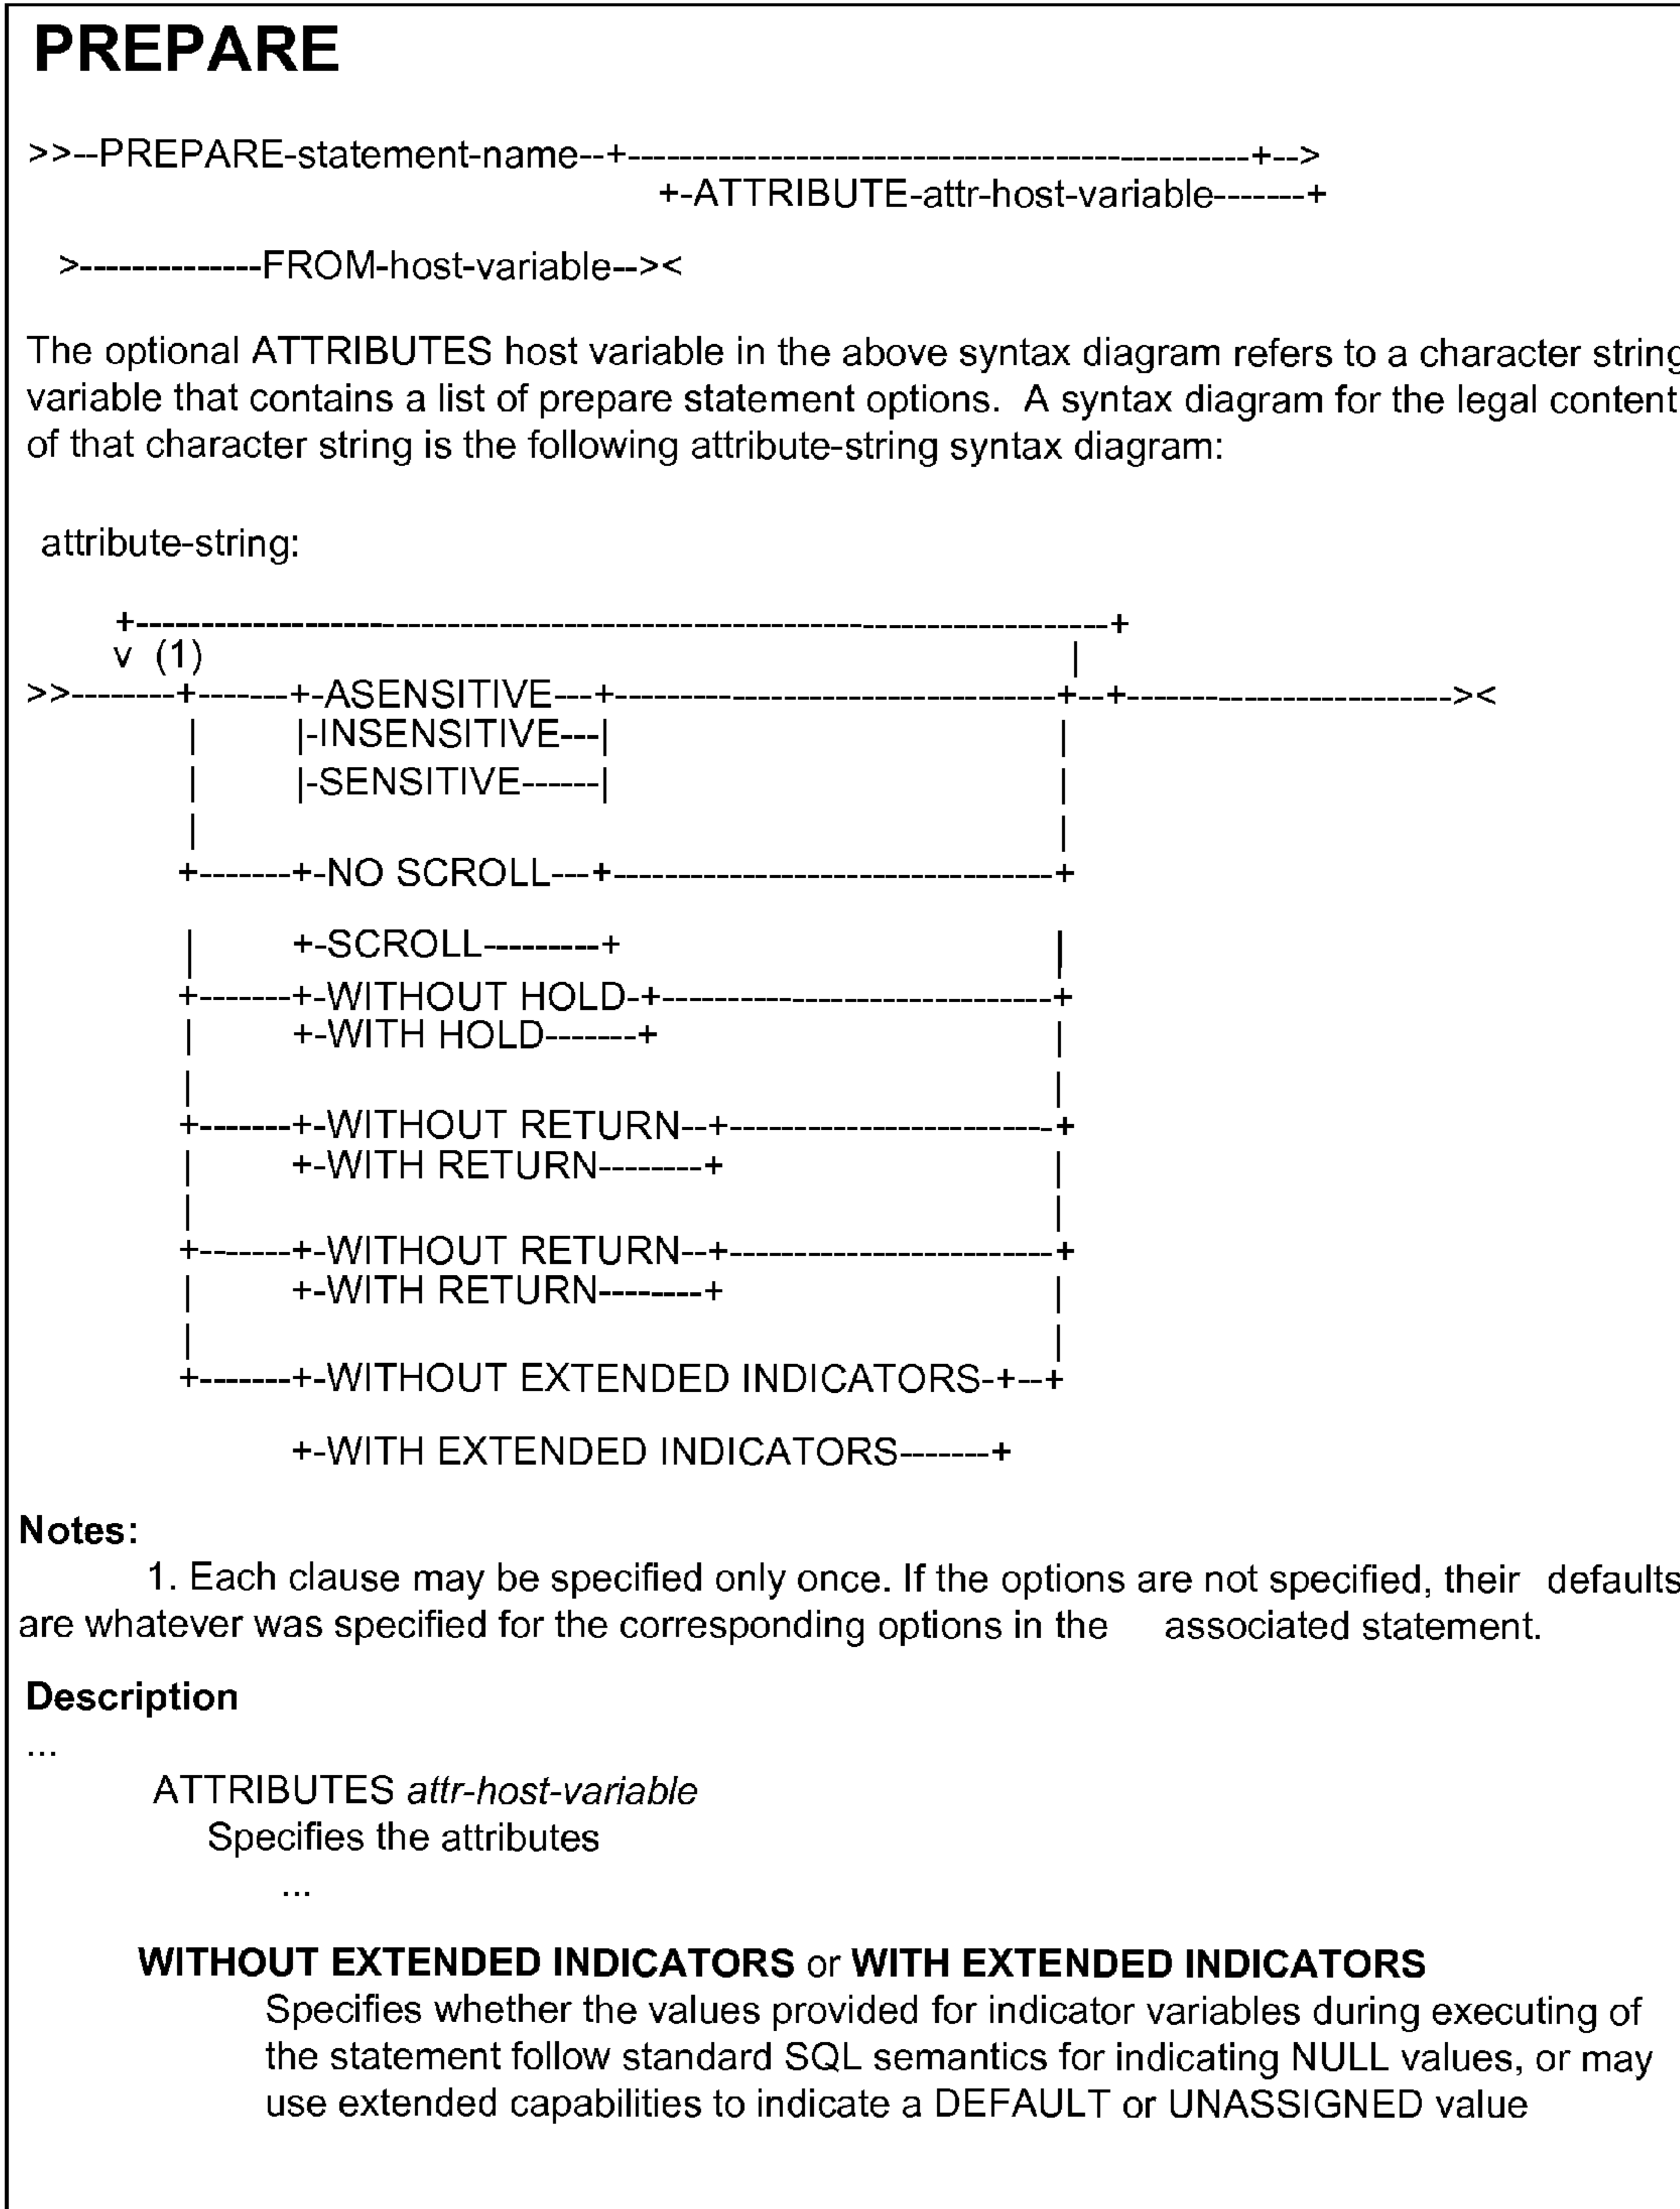 PREPARE
>>--PREPARE-statement-name--+------------------------------------------------+-->
+-ATTRIBUTE-attr-host-variable-------+
>--------------FROM-host-variable--><
The optional ATTRIBUTES host variable in the above syntax diagram refers to a character string
variable that contains a list of prepare statement options.  A syntax diagram for the legal content
of that character string is the following attribute-string syntax diagram:
attribute-string:
+---------------------------------------------------------------------------+
v  (1)                                                                    |
>>--------+-------+-ASENSITIVE---+----------------------------------+--+-------------------------><
|       |-INSENSITIVE---|                                  |
|       |-SENSITIVE------|                                  |
|                                                          |
+-------+-NO SCROLL---+----------------------------------+
|       +-SCROLL---------+                                  |
+-------+-WITHOUT HOLD-+------------------------------+
|       +-WITH HOLD-------+                                |
|                                                          |
+-------+-WITHOUT RETURN--+-------------------------+
|       +-WITH RETURN--------+                            |
|                                                          |
+-------+-WITHOUT RETURN--+-------------------------+
|       +-WITH RETURN--------+                            |
|                                                          |
+-------+-WITHOUT EXTENDED INDICATORS-+--+
+-WITH EXTENDED INDICATORS-------+
Notes:
1. Each clause may be specified only once. If the options are not specified, their  defaults
are whatever was specified for the corresponding options in the    associated statement.
Description
...
ATTRIBUTES attr-host-variable
Specifies the attributes
...
WITHOUT EXTENDED INDICATORS or WITH EXTENDED INDICATORS
Specifies whether the values provided for indicator variables during executing of
the statement follow standard SQL semantics for indicating NULL values, or may
use extended capabilities to indicate a DEFAULT or UNASSIGNED value